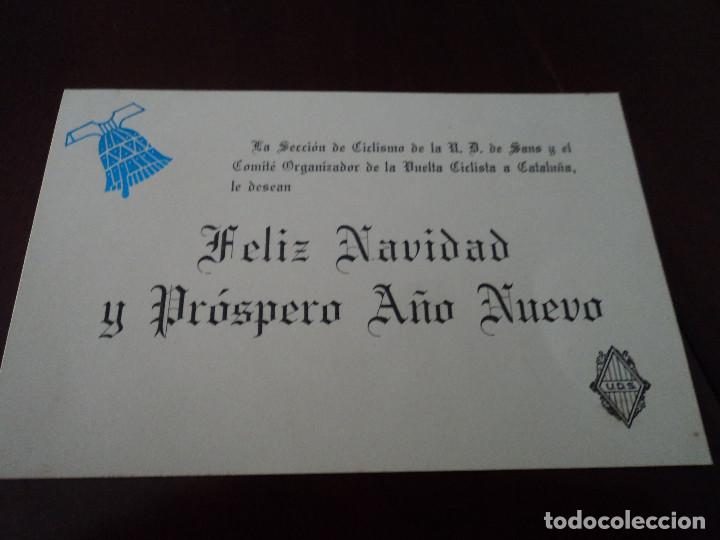 La Sección de Ciclismo de la U. D. de Sans y el
Comité Organizador de la Vuelta Ciclista a Cataluña,
le desean
Feliz Navidad
y Próspero Año Nuevo
U.D.S.
todocoleccion